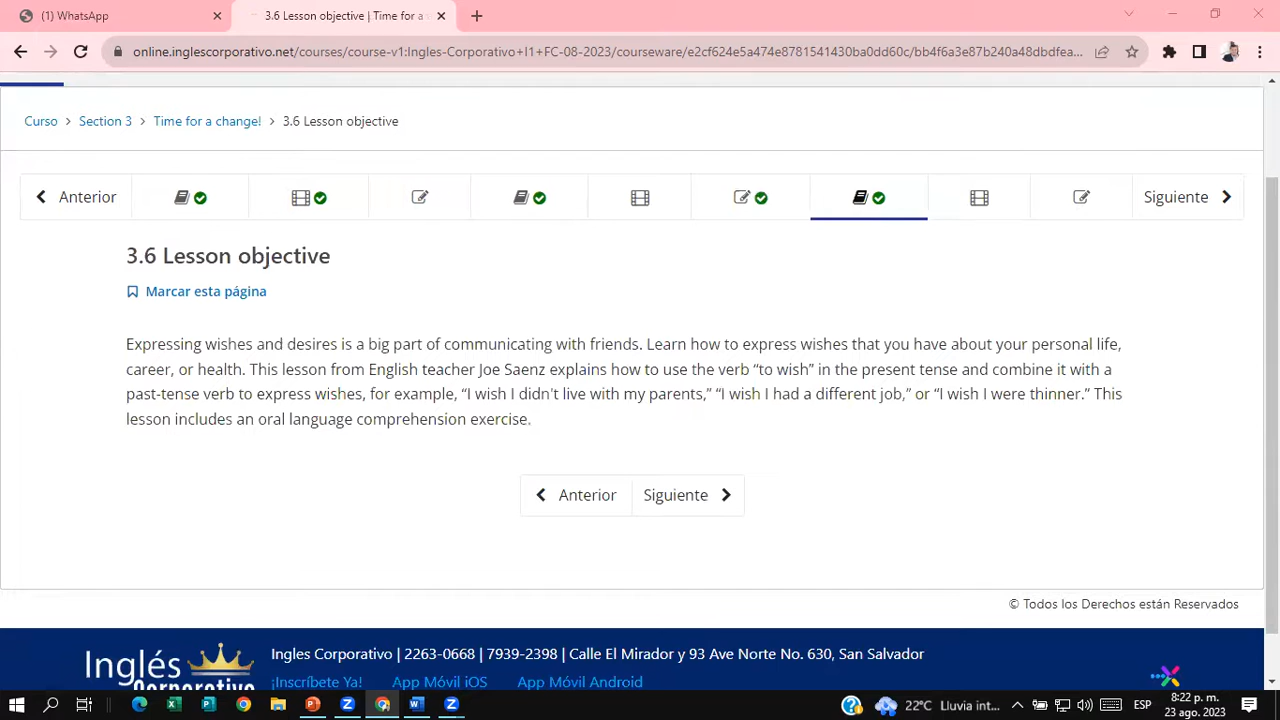 (1) WhatsApp
3.6 Lesson objective | Time for a s
online.inglescorporativo.net/courses/course-v1:Ingles-Corporativo+I1+FC-08-2023/courseware/e2cf624e5a474e8781541430ba0dd60c/bb4f6a3e87b240a48dbdfea...
Curso > Section 3 > Time for a change! > 3.6 Lesson objective
Anterior
Siguiente
3.6 Lesson objective
Marcar esta página
Expressing wishes and desires is a big part of communicating with friends. Learn how to express wishes that you have about your personal life,
career, or health. This lesson from English teacher Joe Saenz explains how to use the verb “to wish” in the present tense and combine it with a
past-tense verb to express wishes, for example, “I wish I didn't live with my parents,” “I wish I had a different job,” or “I wish I were thinner.” This
lesson includes an oral language comprehension exercise.
Anterior
Siguiente
© Todos los Derechos están Reservados
Inglés
Corporativo
Ingles Corporativo | 2263-0668 | 7939-2398 | Calle El Mirador y 93 Ave Norte No. 630, San Salvador
¡Inscríbete Ya! App Móvil iOS App Móvil Android
22°C Lluvia int...
ESP
8:22 p. m.
23 ago. 2023